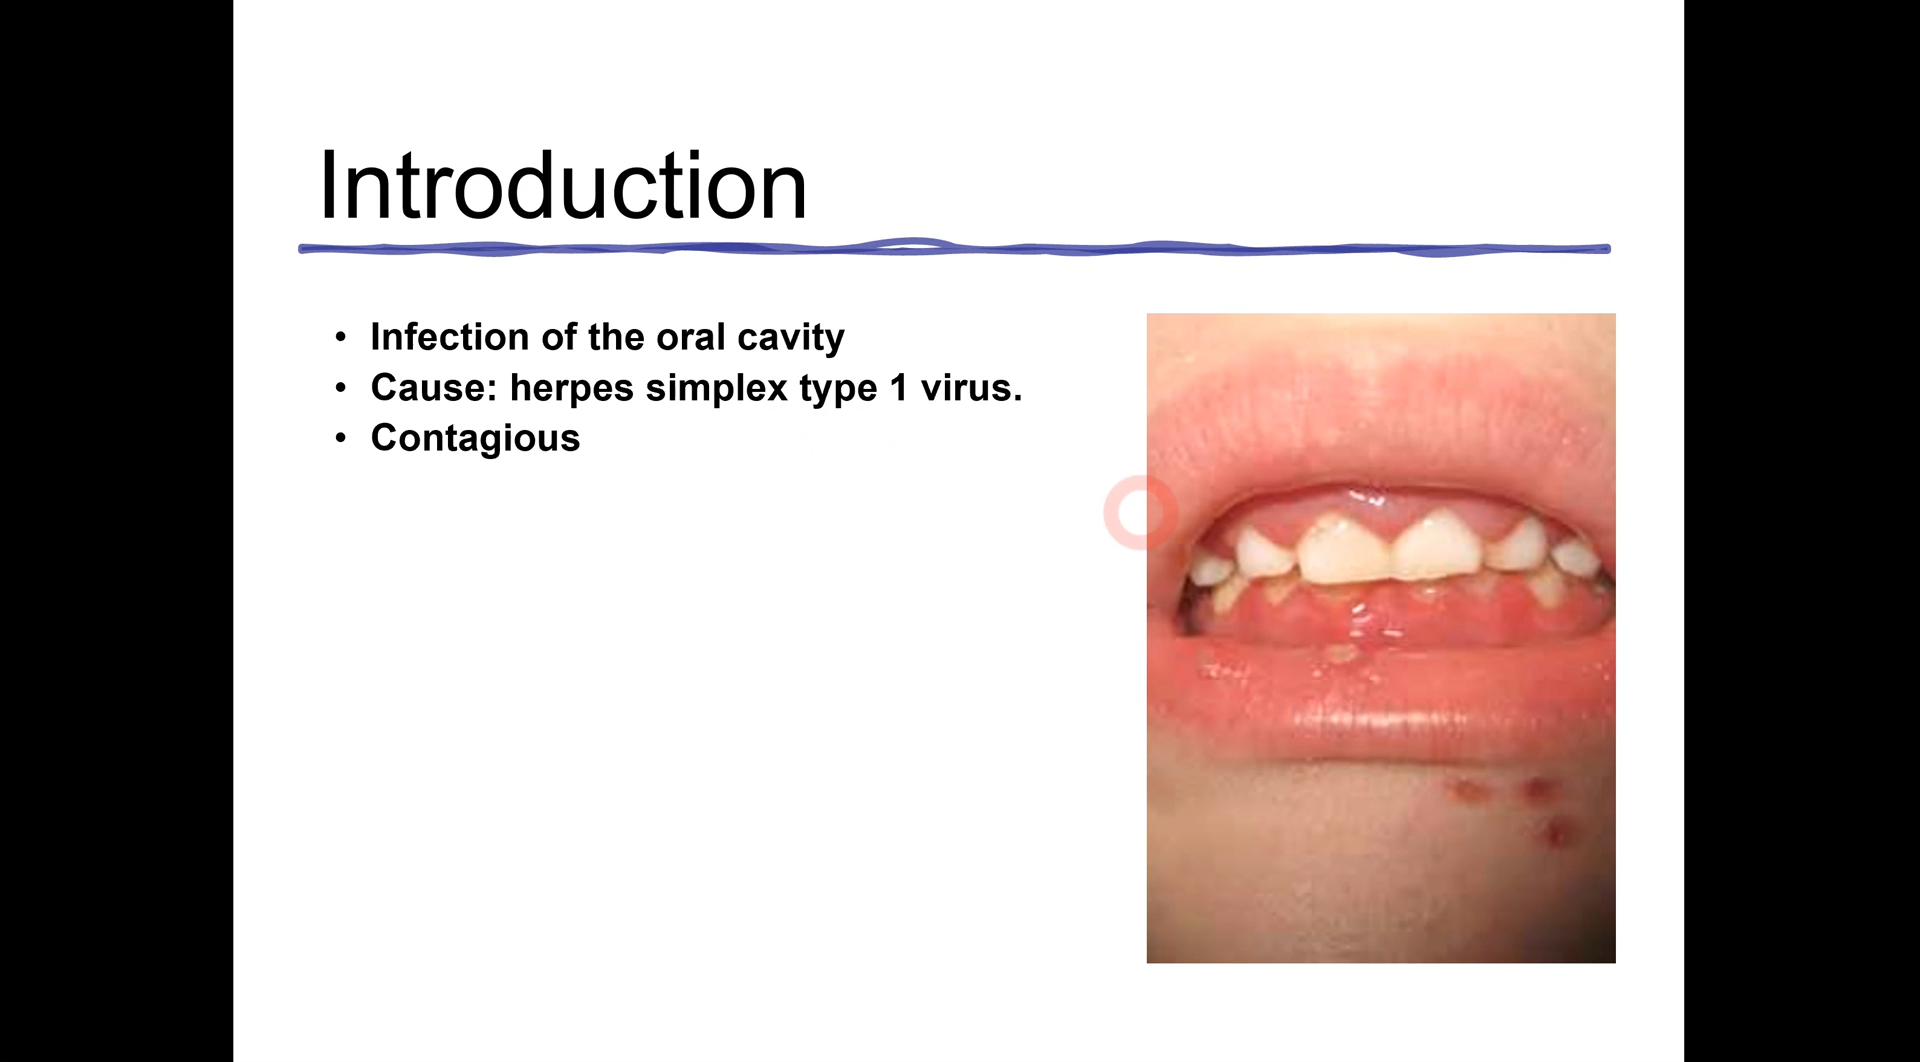 Introduction
• Infection of the oral cavity
• Cause: herpes simplex type 1 virus.
• Contagious